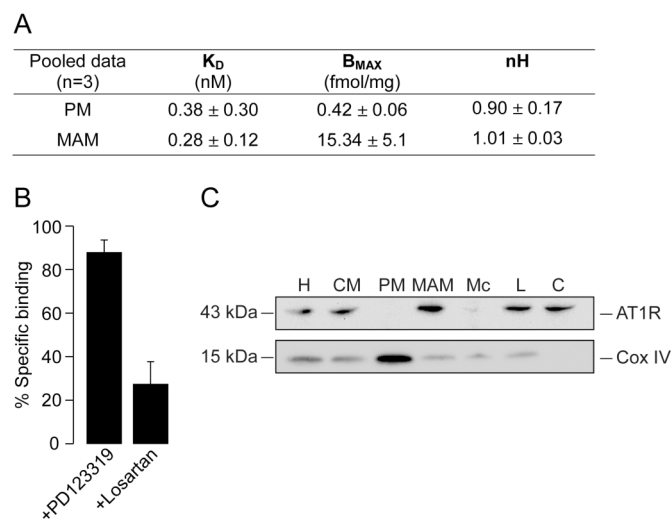 A
Pooled data (n=3) K_D (nM) B_MAX (fmol/mg) nH
PM 0.38 ± 0.30 0.42 ± 0.06 0.90 ± 0.17
MAM 0.28 ± 0.12 15.34 ± 5.1 1.01 ± 0.03
B
% Specific binding
100
80
60
40
20
0
+PD123319
+Losartan
C
H CM PM MAM Mc L C
43 kDa AT1R
15 kDa Cox IV